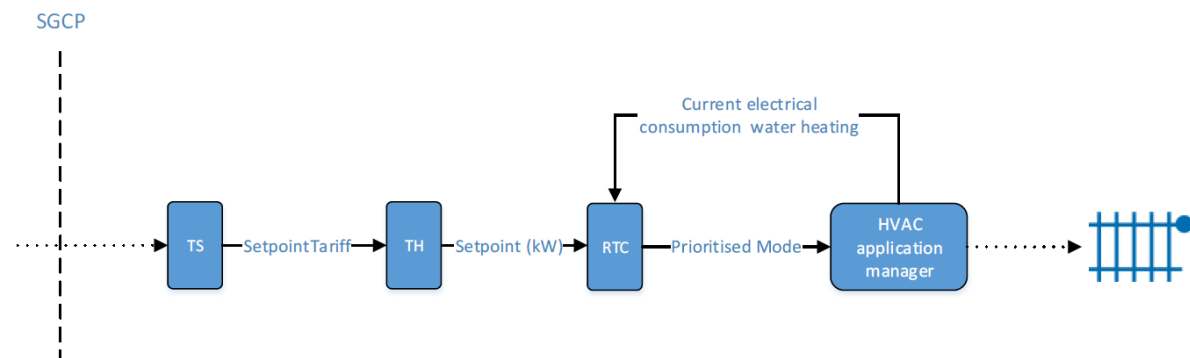 SGCP
Current electrical
consumption water heating
TS
SetpointTariff
TH
Setpoint (kW)
RTC
Prioritised Mode
HVAC
application
manager